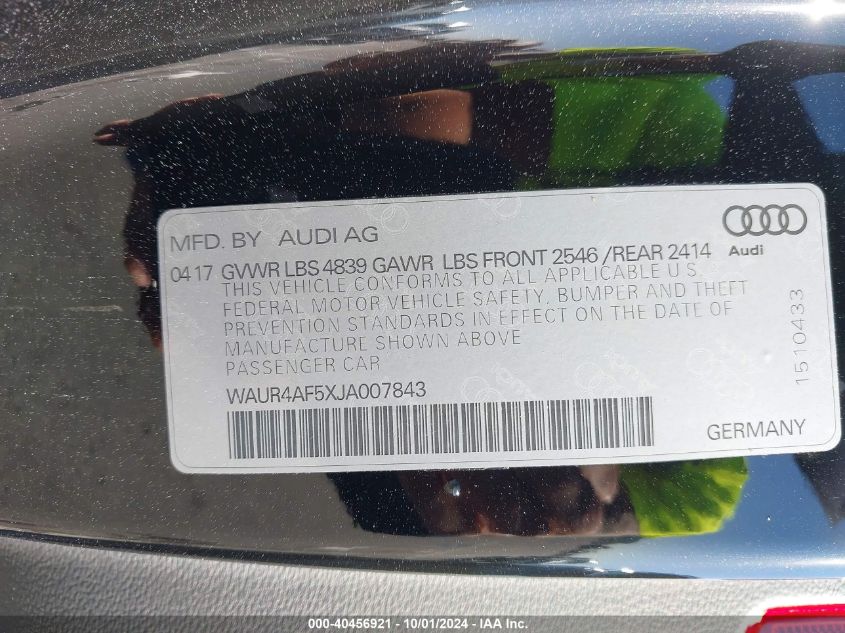 MFD. BY AUDI AG
Audi
0417 GVWR LBS 4839 GAWR LBS FRONT 2546 /REAR 2414
THIS VEHICLE CONFORMS TO ALL APPLICABLE U.S.
FEDERAL MOTOR VEHICLE SAFETY, BUMPER AND THEFT
PREVENTION STANDARDS IN EFFECT ON THE DATE OF
MANUFACTURE SHOWN ABOVE
PASSENGER CAR
WAUR4AF5XJA007843
GERMANY
1510433
000-40456921 - 10/01/2024 - IAA Inc.